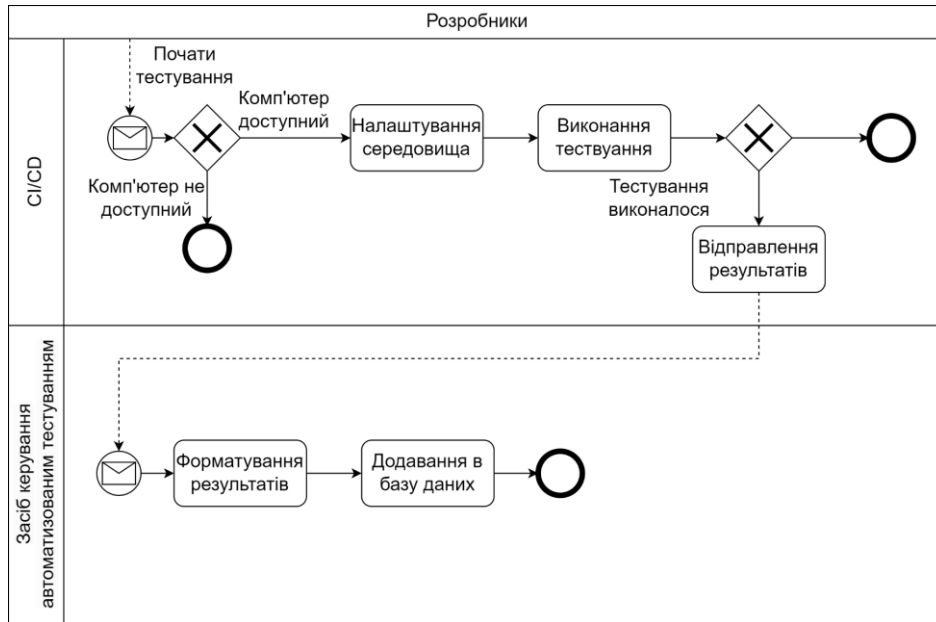 Розробники
CI/CD
Почати
тестування
Комп'ютер
доступний
Налаштування
середовища
Виконання
тествуання
Комп'ютер не
доступний
Тестування
виконалося
Відправлення
результатів
Засіб керування
автоматизованим тестуванням
Форматування
результатів
Додавання в
базу даних